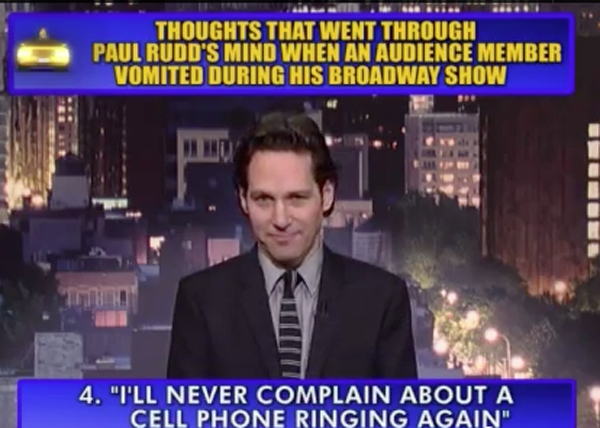 THOUGHTS THAT WENT THROUGH
PAUL RUDD'S MIND WHEN AN AUDIENCE MEMBER
VOMITED DURING HIS BROADWAY SHOW
4. "I'LL NEVER COMPLAIN ABOUT A
CELL PHONE RINGING AGAIN"